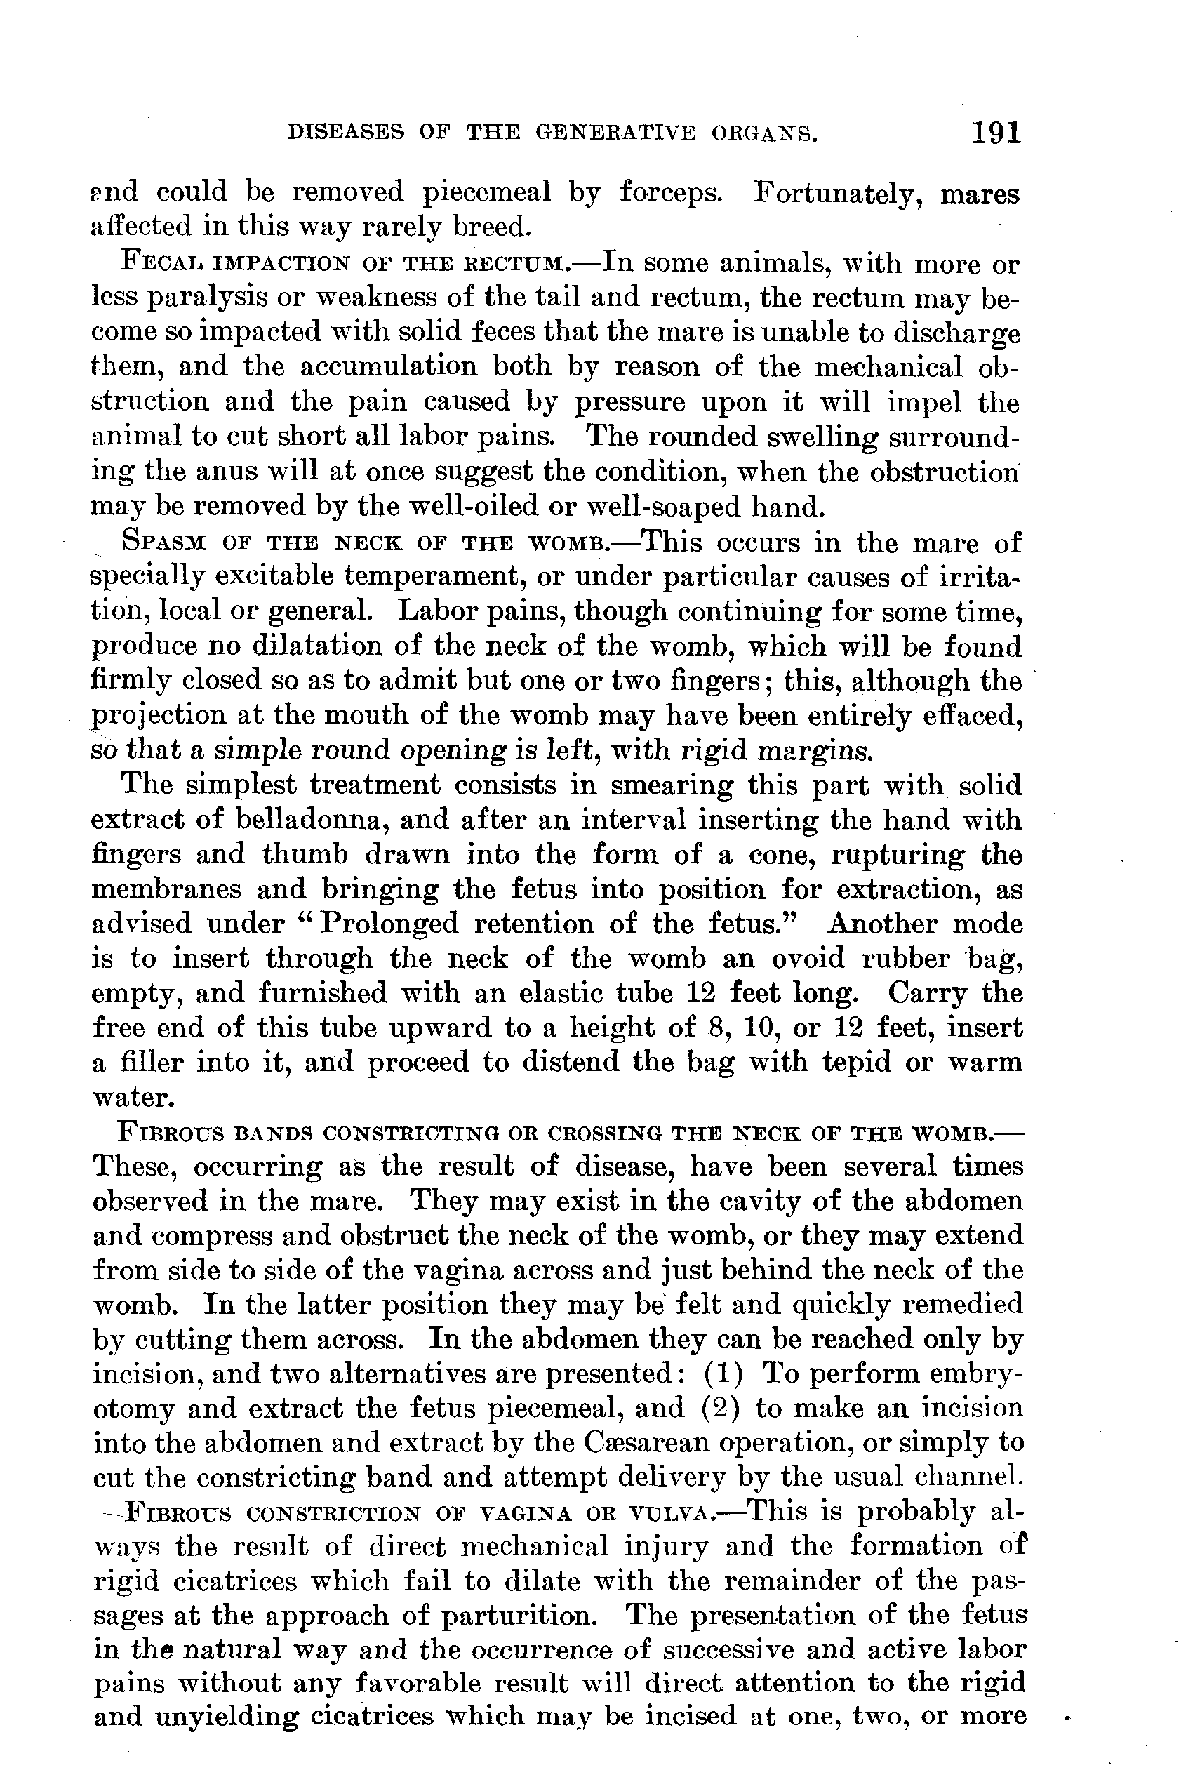 DISEASES OF THE GENERATIVE ORGANS. 191
and could be removed piecemeal by forceps. Fortunately, mares
affected in this way rarely breed.
FECAL IMPACTION OF THE RECTUM.—In some animals, with more or
less paralysis or weakness of the tail and rectum, the rectum may be-
come so impacted with solid feces that the mare is unable to discharge
them, and the accumulation both by reason of the mechanical ob-
struction and the pain caused by pressure upon it will impel the
animal to cut short all labor pains. The rounded swelling surround-
ing the anus will at once suggest the condition, when the obstruction
may be removed by the well-oiled or well-soaped hand.
SPASM OF THE NECK OF THE WOMB.—This occurs in the mare of
specially excitable temperament, or under particular causes of irrita-
tion, local or general. Labor pains, though continuing for some time,
produce no dilatation of the neck of the womb, which will be found
firmly closed so as to admit but one or two fingers; this, although the
projection at the mouth of the womb may have been entirely effaced,
so that a simple round opening is left, with rigid margins.
The simplest treatment consists in smearing this part with solid
extract of belladonna, and after an interval inserting the hand with
fingers and thumb drawn into the form of a cone, rupturing the
membranes and bringing the fetus into position for extraction, as
advised under "Prolonged retention of the fetus." Another mode
is to insert through the neck of the womb an ovoid rubber bag,
empty, and furnished with an elastic tube 12 feet long. Carry the
free end of this tube upward to a height of 8, 10, or 12 feet, insert
a filler into it, and proceed to distend the bag with tepid or warm
water.
FIBROUS BANDS CONSTRICTING OR CROSSING THE NECK OF THE WOMB.—
These, occurring as the result of disease, have been several times
observed in the mare. They may exist in the cavity of the abdomen
and compress and obstruct the neck of the womb, or they may extend
from side to side of the vagina across and just behind the neck of the
womb. In the latter position they may be felt and quickly remedied
by cutting them across. In the abdomen they can be reached only by
incision, and two alternatives are presented: (1) To perform embry-
otomy and extract the fetus piecemeal, and (2) to make an incision
into the abdomen and extract by the Cæsarean operation, or simply to
cut the constricting band and attempt delivery by the usual channel.
FIBROUS CONSTRICTION OF VAGINA OR VULVA.—This is probably al-
ways the result of direct mechanical injury and the formation of
rigid cicatrices which fail to dilate with the remainder of the pas-
sages at the approach of parturition. The presentation of the fetus
in the natural way and the occurrence of successive and active labor
pains without any favorable result will direct attention to the rigid
and unyielding cicatrices which may be incised at one, two, or more